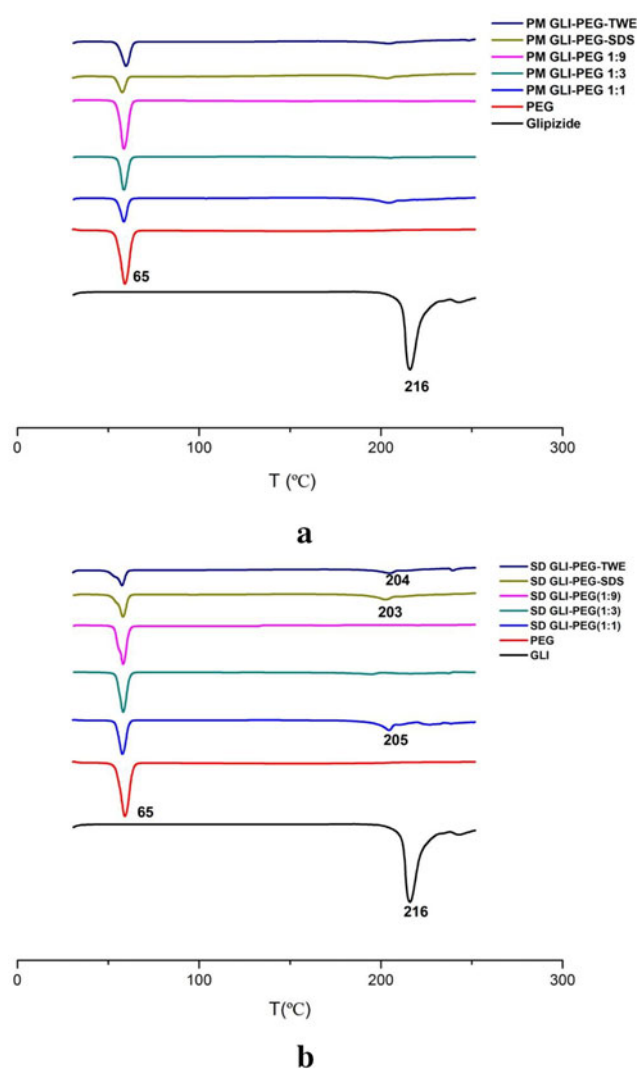 PM GLI-PEG-TWE
PM GLI-PEG-SDS
PM GLI-PEG 1:9
PM GLI-PEG 1:3
PM GLI-PEG 1:1
PEG
Glipizide
65
216
0 100 200 300
T (ºC)
a
SD GLI-PEG-TWE
SD GLI-PEG-SDS
SD GLI-PEG(1:9)
SD GLI-PEG(1:3)
SD GLI-PEG(1:1)
PEG
GLI
204
203
205
65
216
0 100 200 300
T(ºC)
b